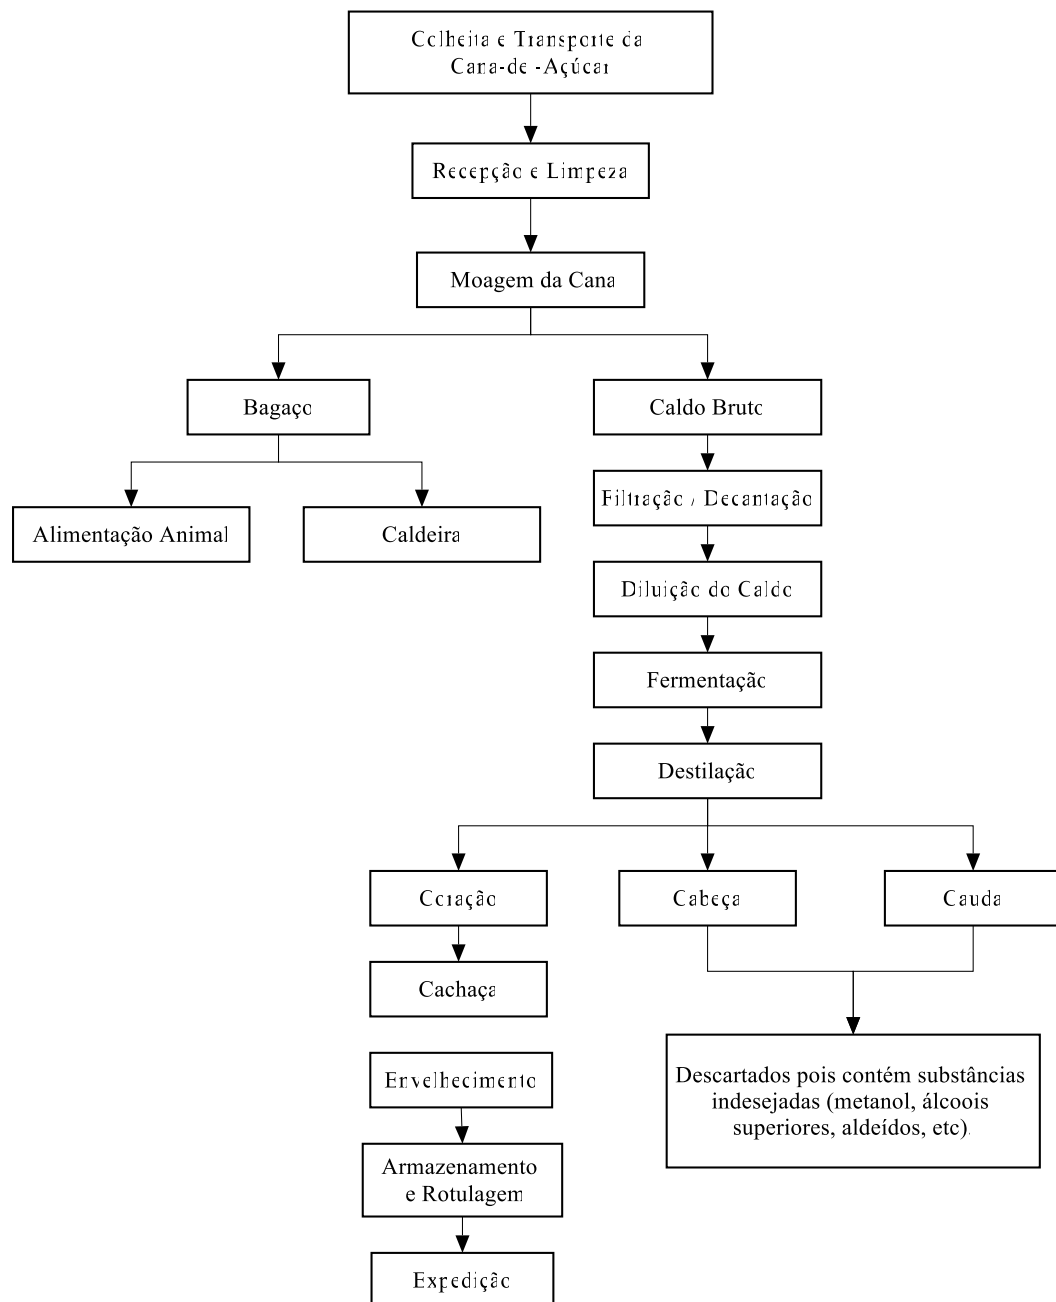 Colheita e Transporte da
Cana-de -Açúcar
Recepção e Limpeza
Moagem da Cana
Bagaço
Caldo Bruto
Filtração / Decantação
Alimentação Animal
Caldeira
Diluição do Caldo
Fermentação
Destilação
Coração
Cabeça
Cauda
Cachaça
Envelhecimento
Descartados pois contém substâncias
indesejadas (metanol, álcoois
superiores, aldeídos, etc).
Armazenamento
e Rotulagem
Expedição